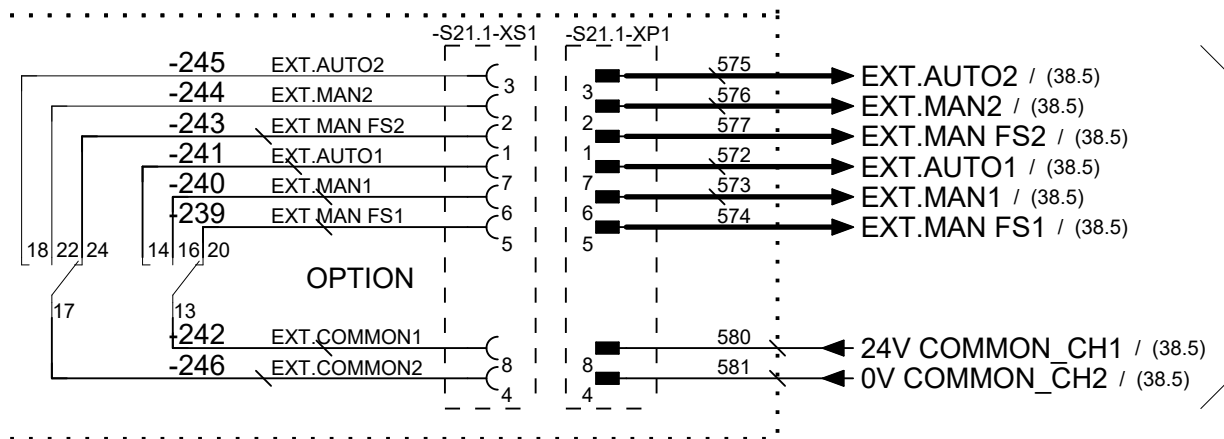 -S21.1-XS1 -S21.1-XP1
-245 EXT.AUTO2 3 3 575 EXT.AUTO2 / (38.5)
-244 EXT.MAN2 2 2 576 EXT.MAN2 / (38.5)
-243 EXT MAN FS2 1 1 577 EXT MAN FS2 / (38.5)
-241 EXT.AUTO1 7 7 572 EXT.AUTO1 / (38.5)
-240 EXT.MAN1 6 6 573 EXT.MAN1 / (38.5)
-239 EXT MAN FS1 5 5 574 EXT.MAN FS1 / (38.5)
18 22 24 14 16 20
OPTION
17 13
-242 EXT.COMMON1 8 8 580 24V COMMON_CH1 / (38.5)
-246 EXT.COMMON2 4 4 581 0V COMMON_CH2 / (38.5)